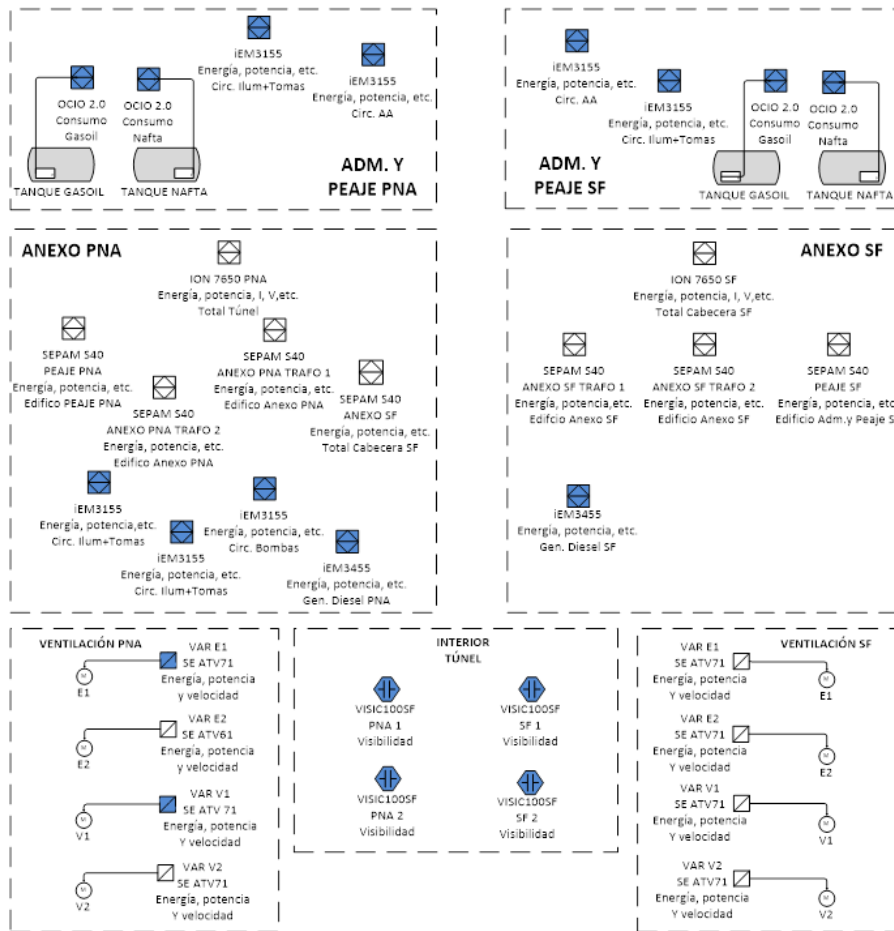 iEM3155
Energía, potencia, etc.
Circ. Ilum+Tomas
iEM3155
Energía, potencia, etc.
Circ. AA
OCIO 2.0
Consumo
Gasoil
OCIO 2.0
Consumo
Nafta
TANQUE GASOIL
TANQUE NAFTA
ADM. Y
PEAJE PNA
iEM3155
Energía, potencia, etc.
Circ. AA
iEM3155
Energía, potencia, etc.
Circ. Ilum+Tomas
OCIO 2.0
Consumo
Gasoil
OCIO 2.0
Consumo
Nafta
ADM. Y
PEAJE SF
TANQUE GASOIL
TANQUE NAFTA
ANEXO PNA
ION 7650 PNA
Energía, potencia, I, V,etc.
Total Túnel
SEPAM S40
PEAJE PNA
Energía, potencia, etc.
Edifico PEAJE PNA
SEPAM S40
ANEXO PNA TRAFO 1
Energía, potencia, etc.
Edifico Anexo PNA
SEPAM S40
ANEXO PNA TRAFO 2
Energía, potencia, etc.
Edifico Anexo PNA
SEPAM S40
ANEXO SF
Energía, potencia, etc.
Total Cabecera SF
iEM3155
Energía, potencia,etc.
Circ. Ilum+Tomas
iEM3155
Energía, potencia, etc.
Circ. Ilum+Tomas
iEM3155
Energía, potencia, etc.
Circ. Bombas
iEM3455
Energía, potencia, etc.
Gen. Diesel PNA
ANEXO SF
ION 7650 SF
Energía, potencia, I, V,etc.
Total Cabecera SF
SEPAM S40
ANEXO SF TRAFO 1
Energía, potencia,etc.
Edifcio Anexo SF
SEPAM S40
ANEXO SF TRAFO 2
Energía, potencia, etc.
Edificio Anexo SF
SEPAM S40
PEAJE SF
Energía, potencia, etc
Edificio Adm.y Peaje S
iEM3455
Energía, potencia, etc.
Gen. Diesel SF
VENTILACIÓN PNA
VAR E1
SE ATV71
Energía, potencia
y velocidad
M
E1
VAR E2
SE ATV61
Energía, potencia
y velocidad
M
E2
VAR V1
SE ATV 71
Energía, potencia
Y velocidad
M
V1
VAR V2
SE ATV71
Energía, potencia
Y velocidad
M
V2
INTERIOR
TÚNEL
VISIC100SF
PNA 1
Visibilidad
VISIC100SF
SF 1
Visibilidad
VISIC100SF
PNA 2
Visibilidad
VISIC100SF
SF 2
Visibilidad
VENTILACIÓN SF
VAR E1
SE ATV71
Energía, potencia
Y velocidad
M
E1
VAR E2
SE ATV71
Energía, potencia
Y velocidad
M
E2
VAR V1
SE ATV71
Energía, potencia
Y velocidad
M
V1
VAR V2
SE ATV71
Energía, potencia
Y velocidad
M
V2